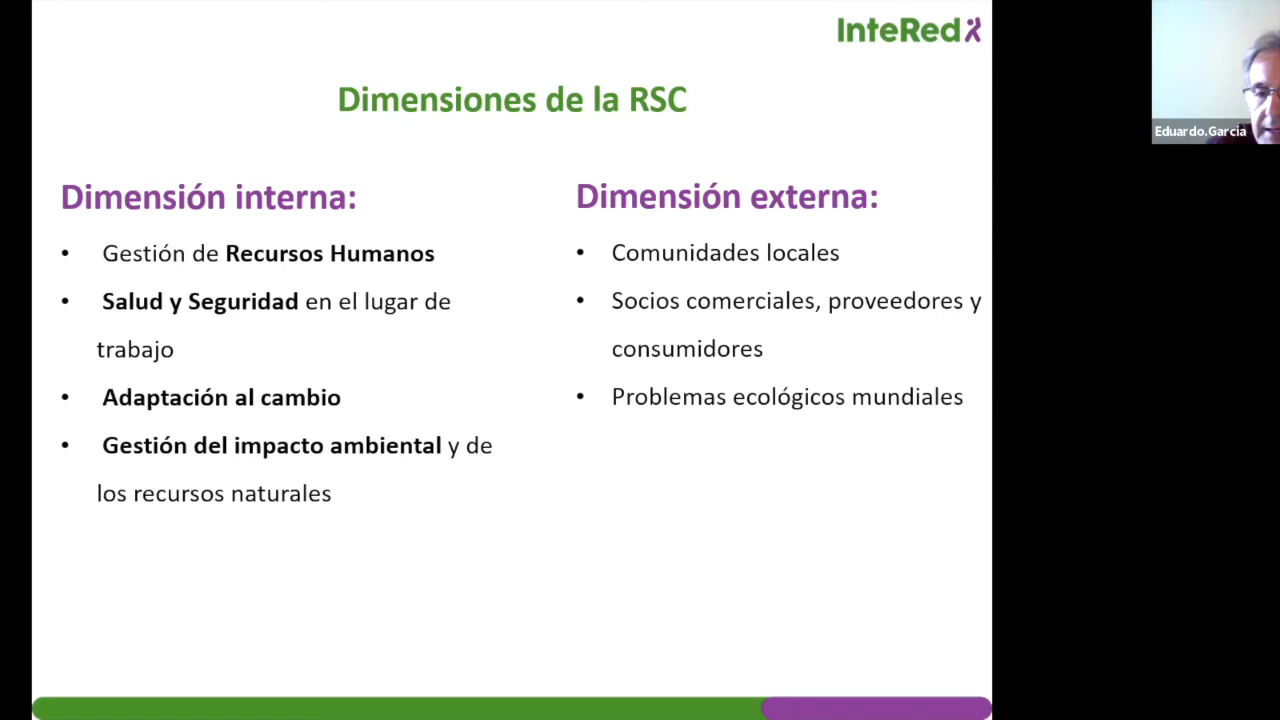 InteRed
Dimensiones de la RSC
Dimensión interna:
• Gestión de Recursos Humanos
• Salud y Seguridad en el lugar de
trabajo
• Adaptación al cambio
• Gestión del impacto ambiental y de
los recursos naturales
Dimensión externa:
• Comunidades locales
• Socios comerciales, proveedores y
consumidores
• Problemas ecológicos mundiales
Eduardo.Garcia